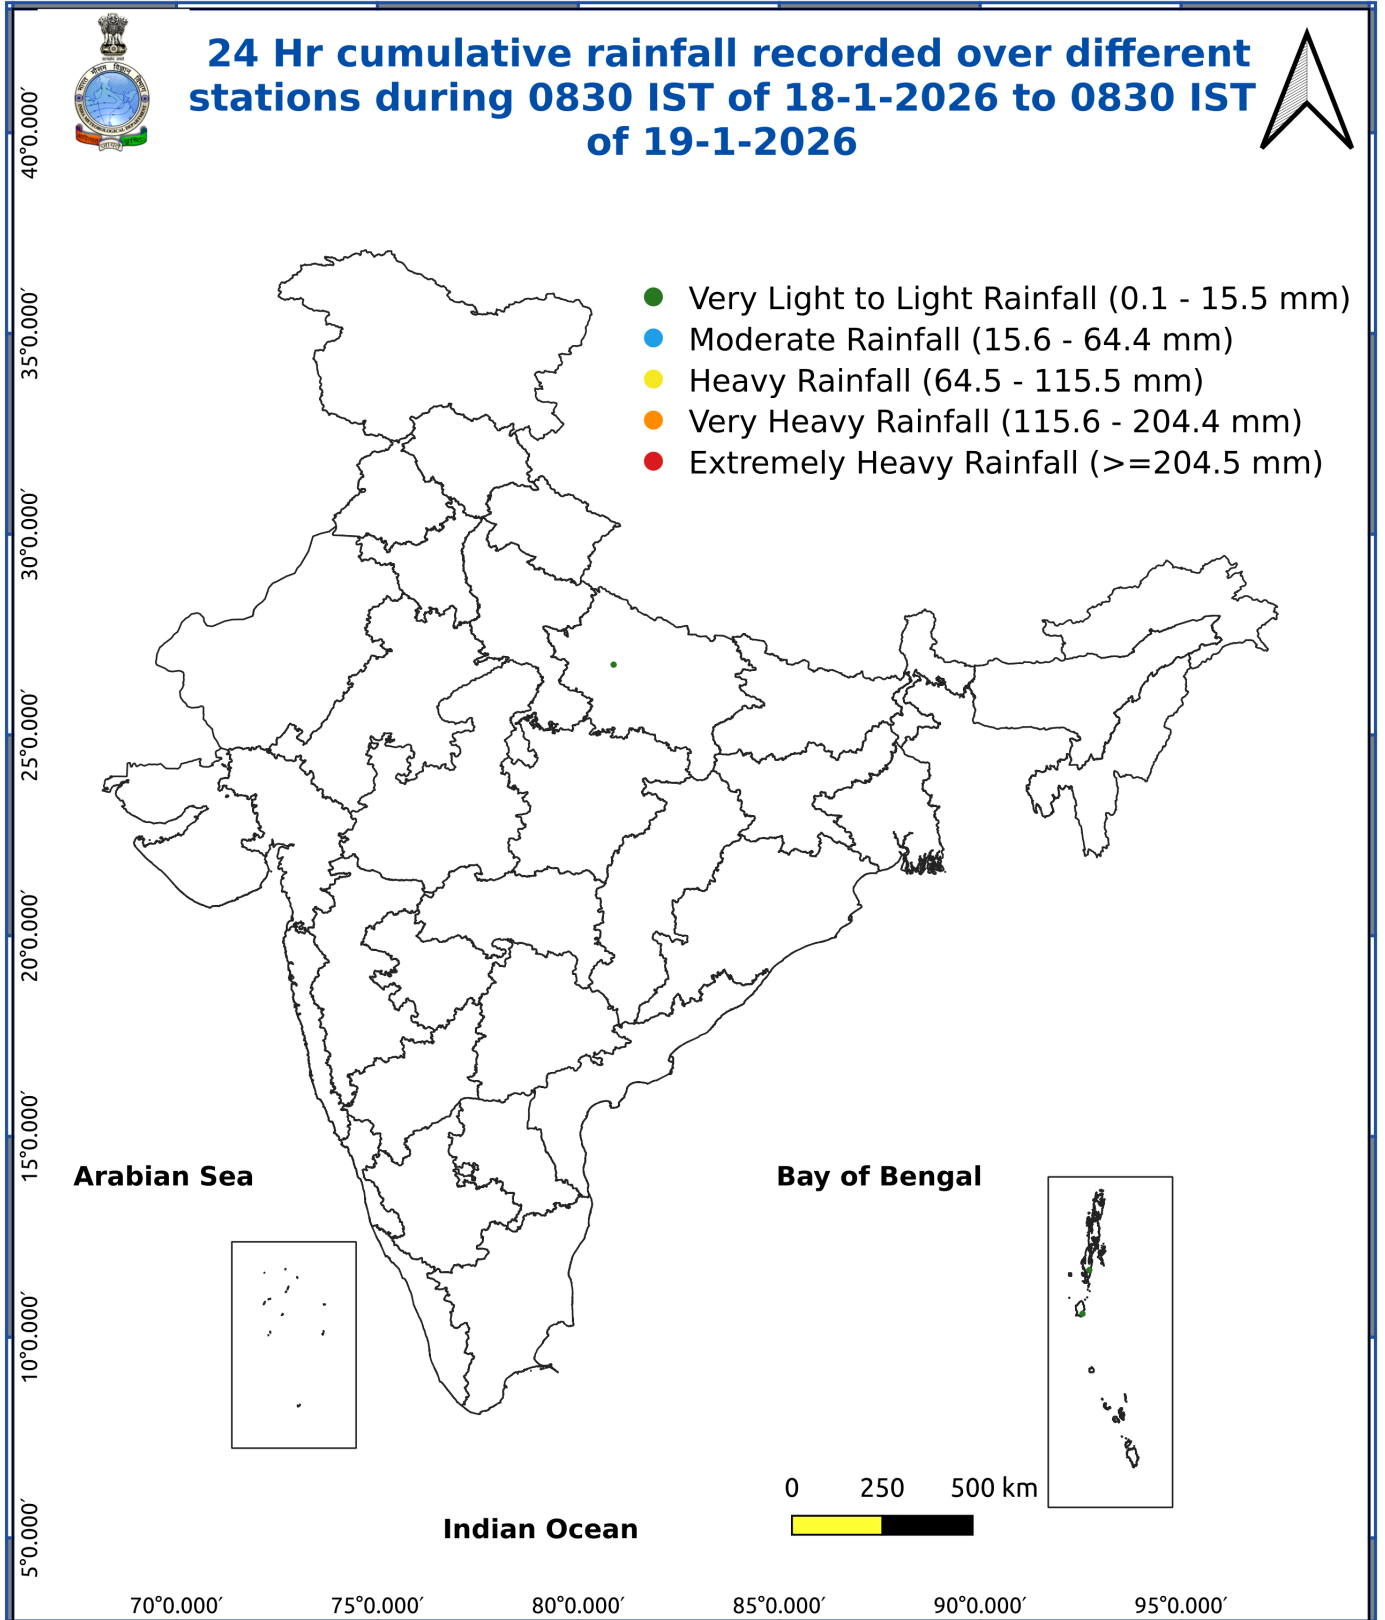 24 Hr cumulative rainfall recorded over different
stations during 0830 IST of 18-1-2026 to 0830 IST
of 19-1-2026
Very Light to Light Rainfall (0.1 - 15.5 mm)
Moderate Rainfall (15.6 - 64.4 mm)
Heavy Rainfall (64.5 - 115.5 mm)
Very Heavy Rainfall (115.6 - 204.4 mm)
Extremely Heavy Rainfall (>=204.5 mm)
40°0.000′
35°0.000′
30°0.000′
25°0.000′
20°0.000′
15°0.000′
10°0.000′
5°0.000′
Arabian Sea
Bay of Bengal
Indian Ocean
0 250 500 km
70°0.000′ 75°0.000′ 80°0.000′ 85°0.000′ 90°0.000′ 95°0.000′